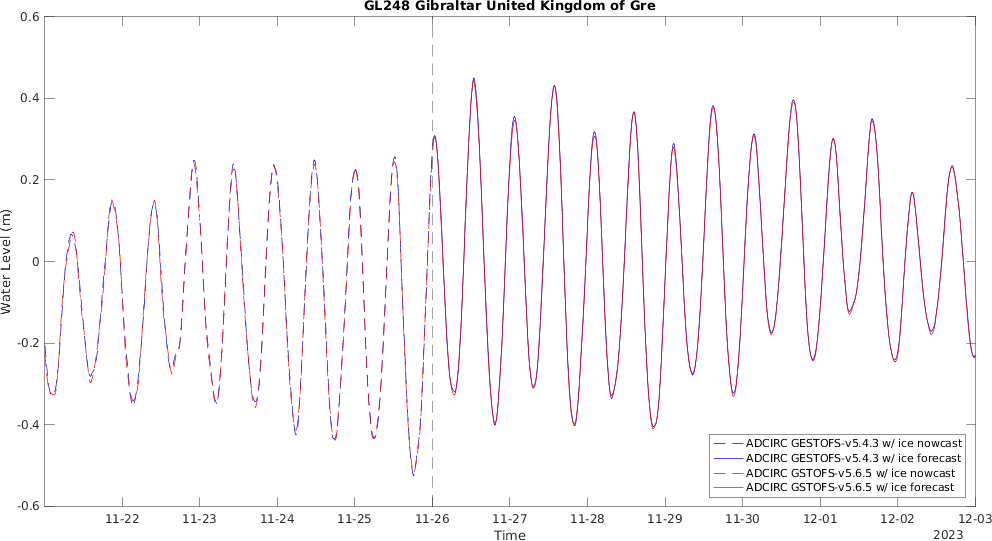 GL248 Gibraltar United Kingdom of Gre
0.6
0.4
0.2
0
-0.2
-0.4
-0.6
Water Level (m)
11-22
11-23
11-24
11-25
11-26
11-27
11-28
11-29
11-30
12-01
12-02
12-03
Time
2023
ADCIRC GESTOFS-v5.4.3 w/ ice nowcast
ADCIRC GESTOFS-v5.4.3 w/ ice forecast
ADCIRC GSTOFS-v5.6.5 w/ ice nowcast
ADCIRC GSTOFS-v5.6.5 w/ ice forecast